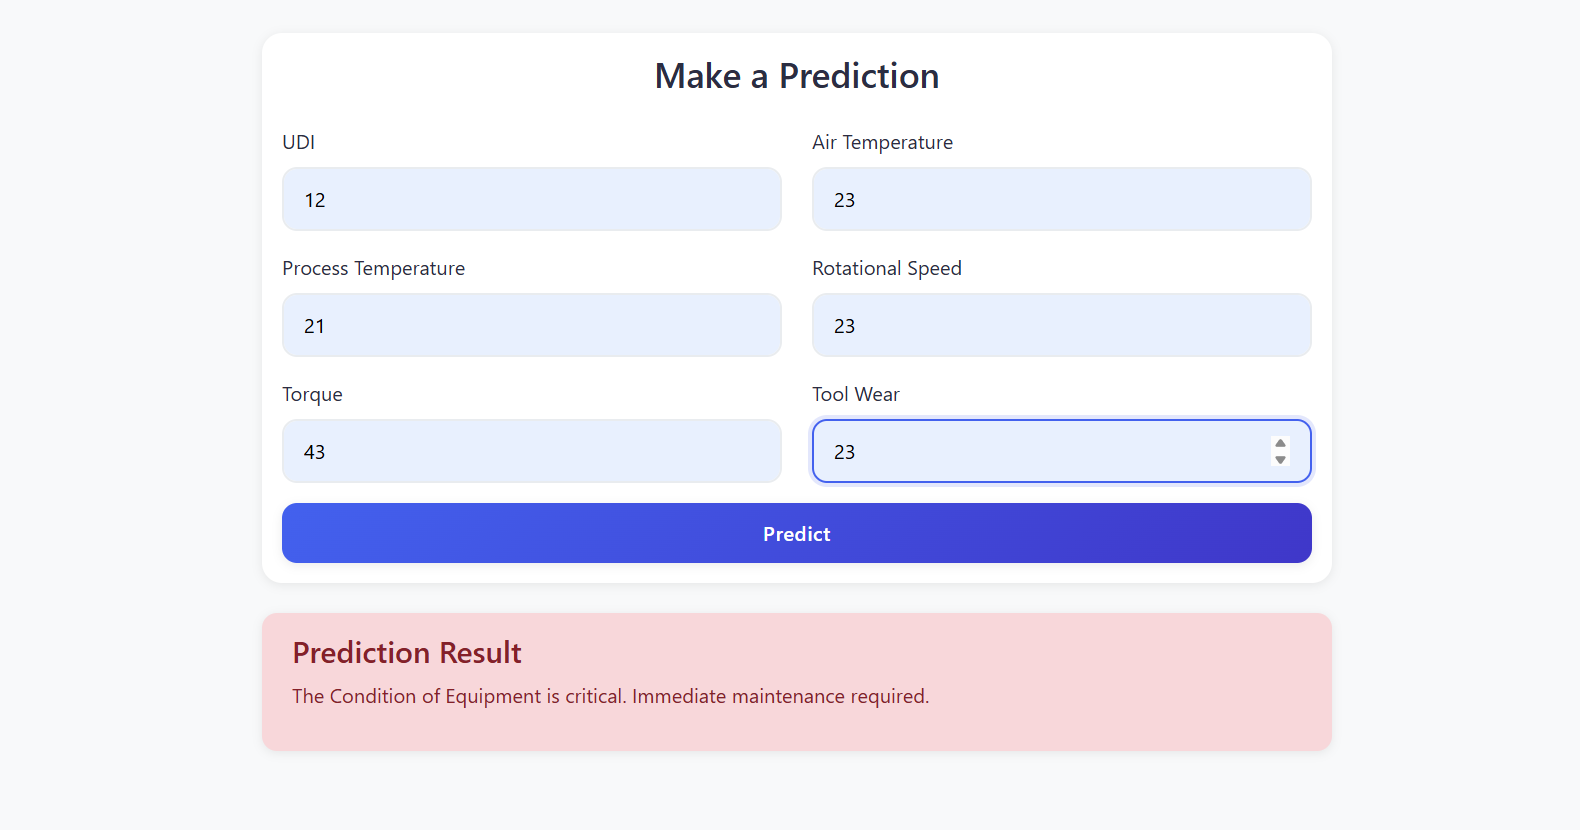 Make a Prediction
UDI
Air Temperature
12
23
Process Temperature
Rotational Speed
21
23
Torque
Tool Wear
43
23
Predict
Prediction Result
The Condition of Equipment is critical. Immediate maintenance required.